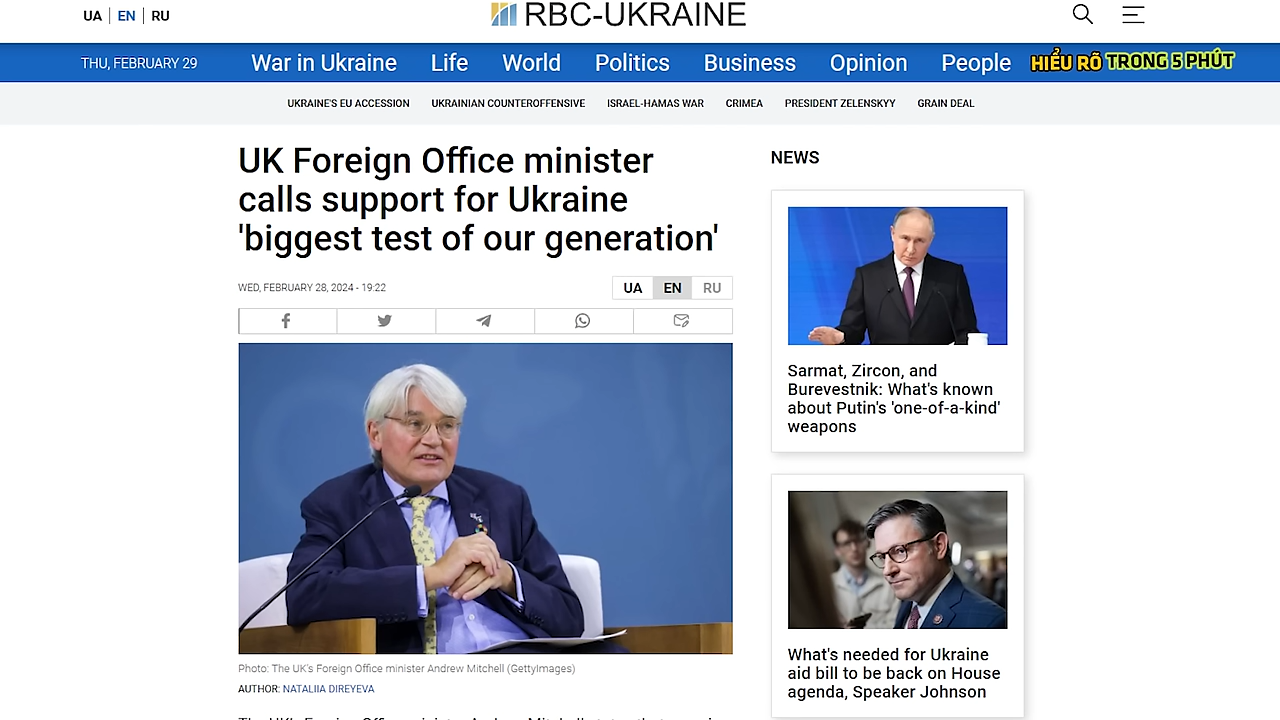 UA | EN | RU
RBC-UKRAINE
THU, FEBRUARY 29
War in Ukraine Life World Politics Business Opinion People
HIỂU RÕ TRONG 5 PHÚT
UKRAINE'S EU ACCESSION UKRAINIAN COUNTEROFFENSIVE ISRAEL-HAMAS WAR CRIMEA PRESIDENT ZELENSKYY GRAIN DEAL
UK Foreign Office minister
calls support for Ukraine
'biggest test of our generation'
WED, FEBRUARY 28, 2024 - 19:22
UA EN RU
Photo: The UK's Foreign Office minister Andrew Mitchell (GettyImages)
AUTHOR: NATALIIA DIREYEVA
NEWS
Sarmat, Zircon, and
Burevestnik: What's known
about Putin's 'one-of-a-kind'
weapons
What's needed for Ukraine
aid bill to be back on House
agenda, Speaker Johnson